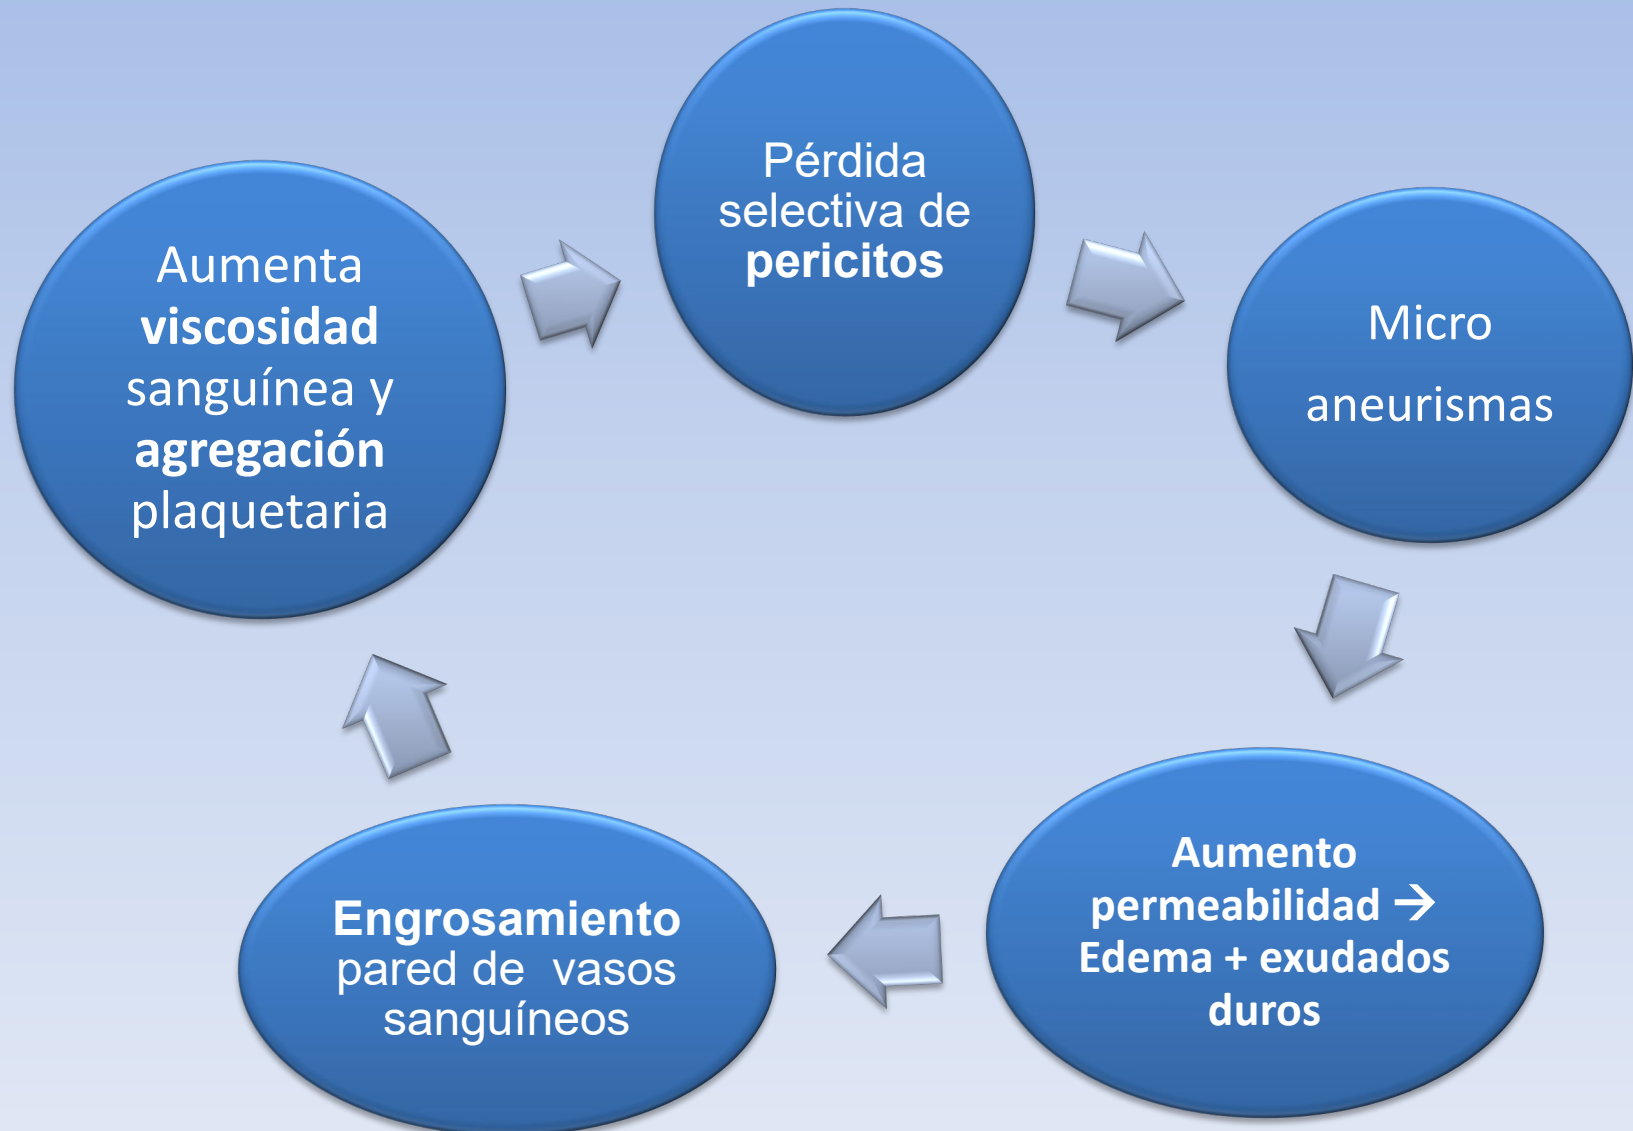 Pérdida
selectiva de
pericitos
Micro
aneurismas
Aumento
permeabilidad →
Edema + exudados
duros
Engrosamiento
pared de  vasos
sanguíneos
Aumenta
viscosidad
sanguínea y
agregación
plaquetaria